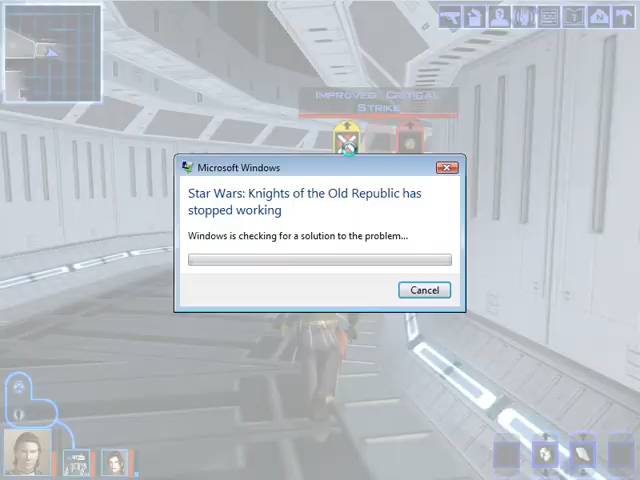 IMPROVED CRITICAL
STRIKE
Microsoft Windows
Star Wars: Knights of the Old Republic has
stopped working
Windows is checking for a solution to the problem...
Cancel